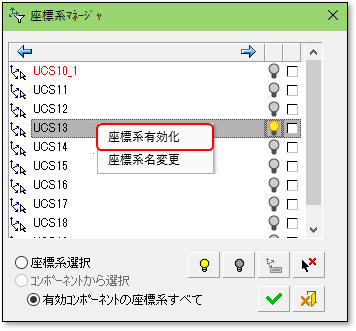 座標系マネージャ
UCS10_1
UCS11
UCS12
UCS13
座標系有効化
UCS14
座標系名変更
UCS15
UCS16
UCS17
UCS18
座標系選択
コンポーネントから選択
有効コンポーネントの座標系すべて